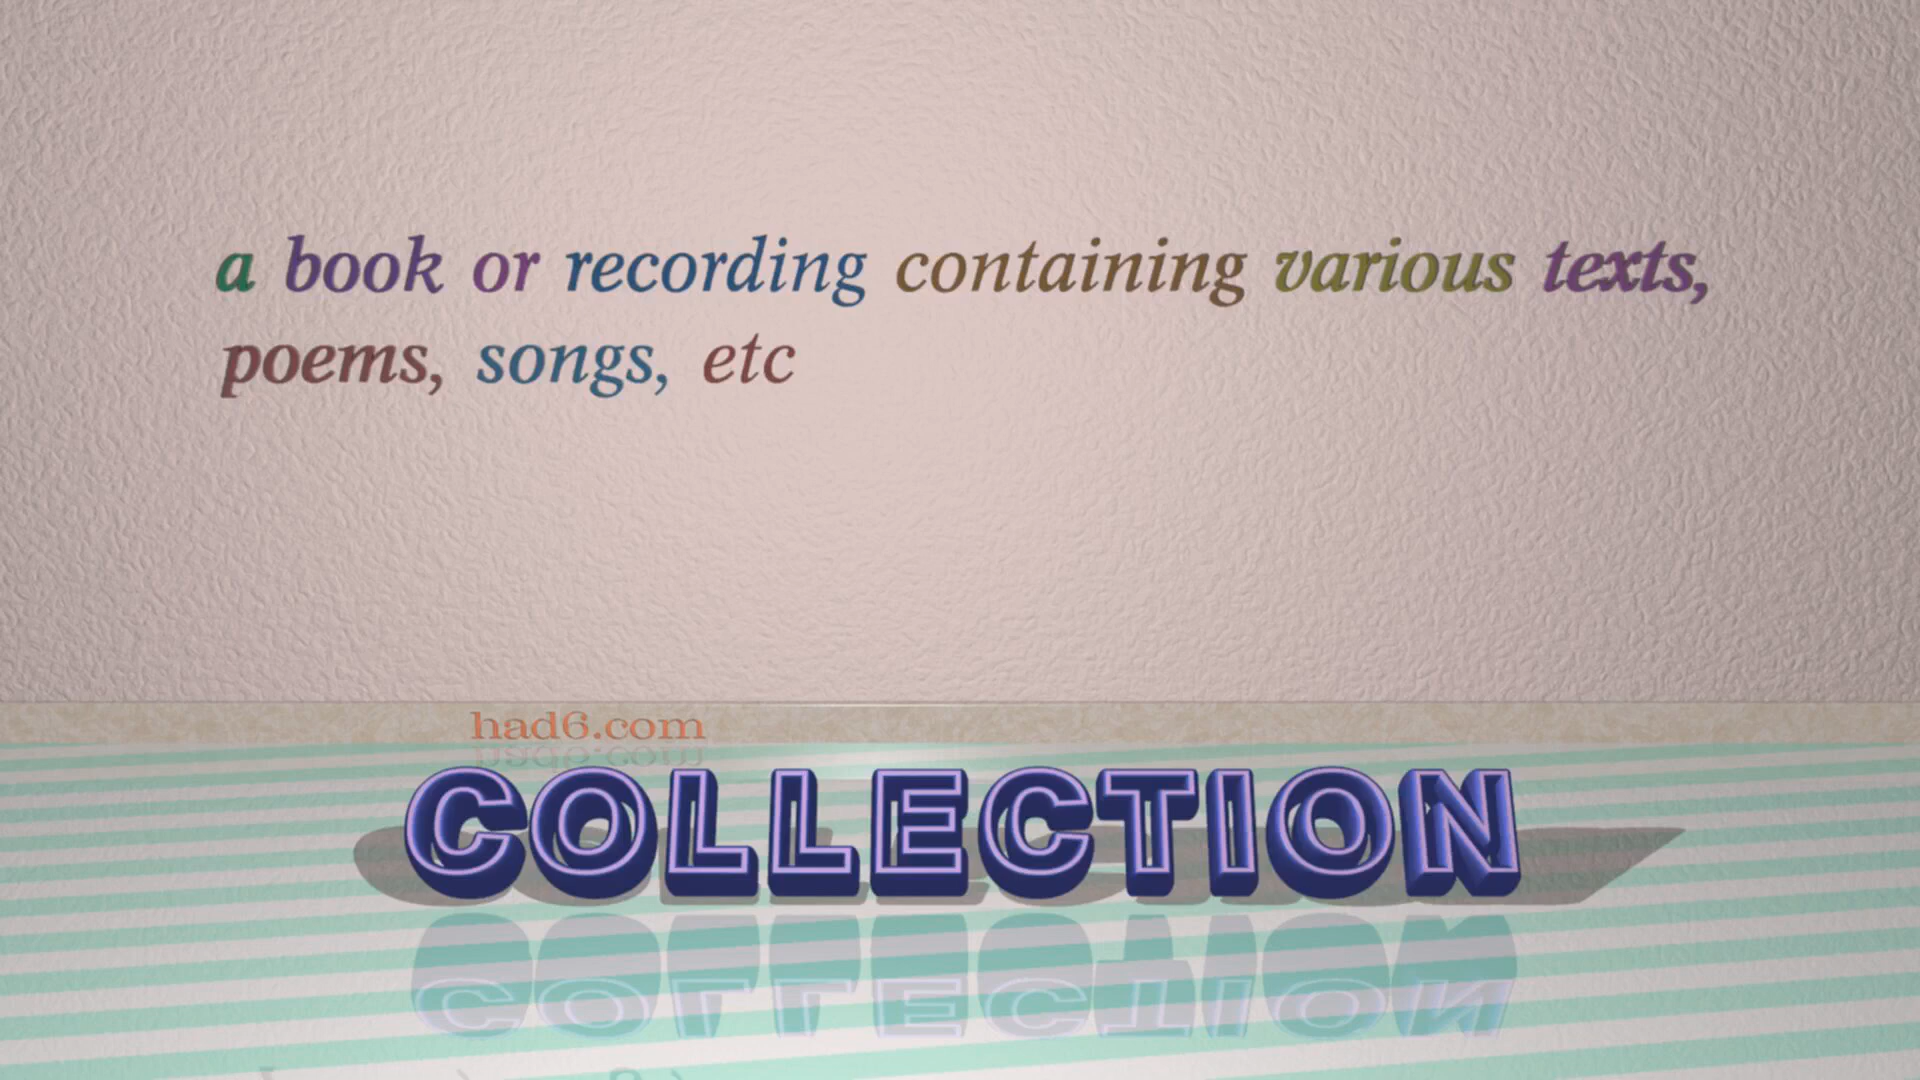 a book or recording containing various texts,
poems, songs, etc
had6.com
COLLECTION